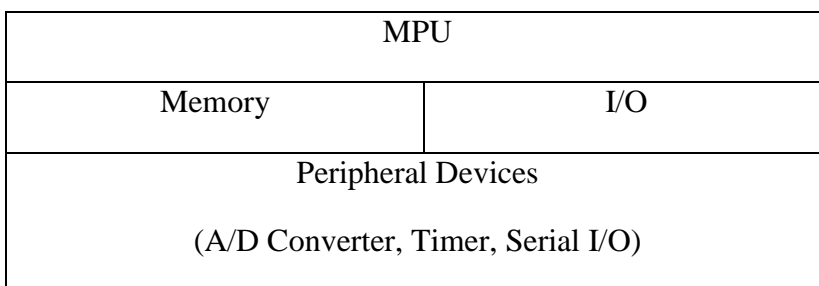 MPU
Memory I/O
Peripheral Devices
(A/D Converter, Timer, Serial I/O)